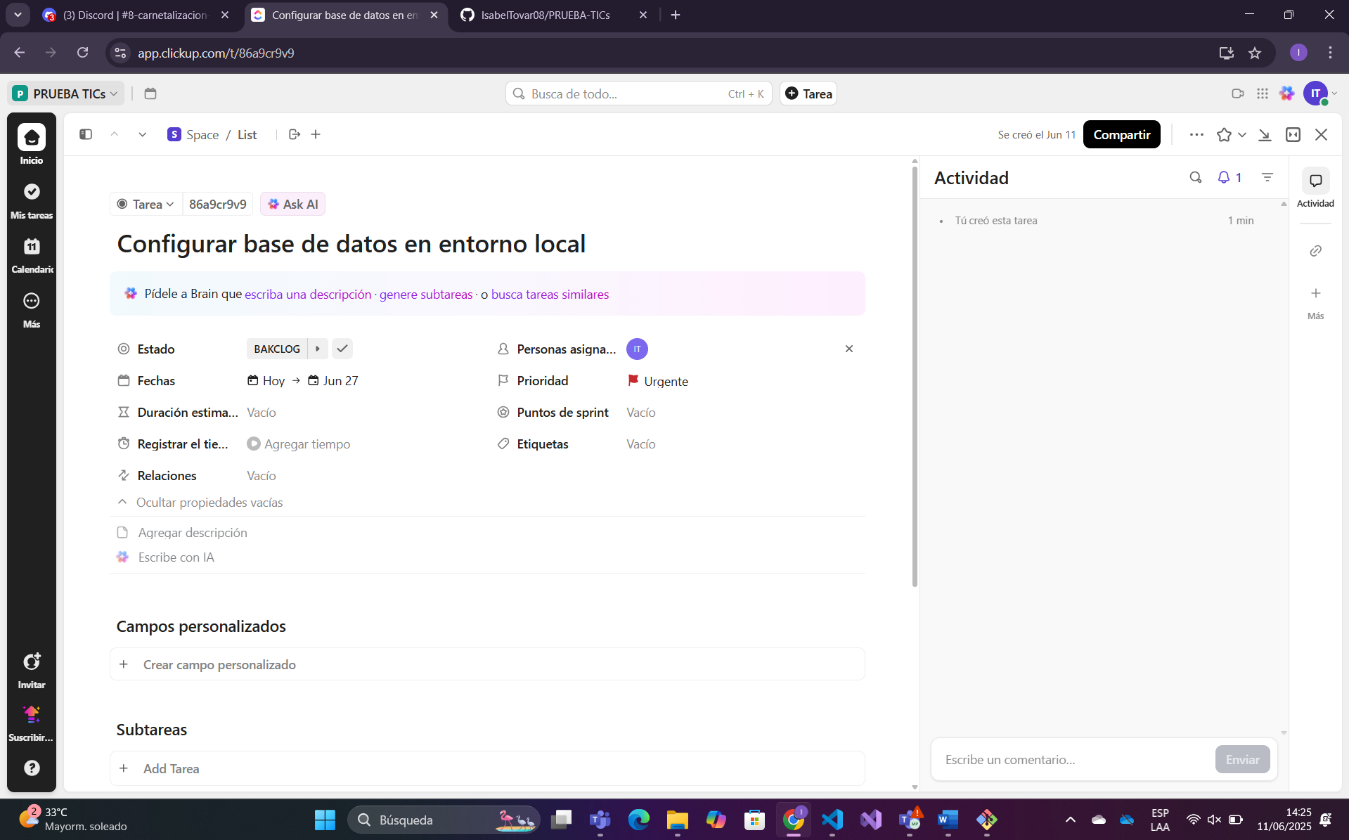 (3) Discord | #8-carnetalizacion
Configurar base de datos en en
IsabelTovar08/PRUEBA-TICs
app.clickup.com/t/86a9cr9v9
I
P PRUEBA TICs
Busca de todo... Ctrl + K
Tarea
IT
Inicio
Mis tareas
11
Calendario
Más
Invitar
Suscribir...
S Space / List
Se creó el Jun 11
Compartir
Tarea
86a9cr9v9
Ask AI
Configurar base de datos en entorno local
Pídele a Brain que escriba una descripción · genere subtareas · o busca tareas similares
Estado BAKCLOG
Personas asigna... IT
Fechas Hoy → Jun 27
Prioridad Urgente
Duración estima... Vacío
Puntos de sprint Vacío
Registrar el tie... Agregar tiempo
Etiquetas Vacío
Relaciones Vacío
Ocultar propiedades vacías
Agregar descripción
Escribe con IA
Campos personalizados
+ Crear campo personalizado
Subtareas
+ Add Tarea
Actividad
1
Tú creó esta tarea 1 min
Escribe un comentario...
Enviar
Actividad
Más
2
33°C
Mayorm. soleado
Búsqueda
ESP
LAA
14:25
11/06/2025